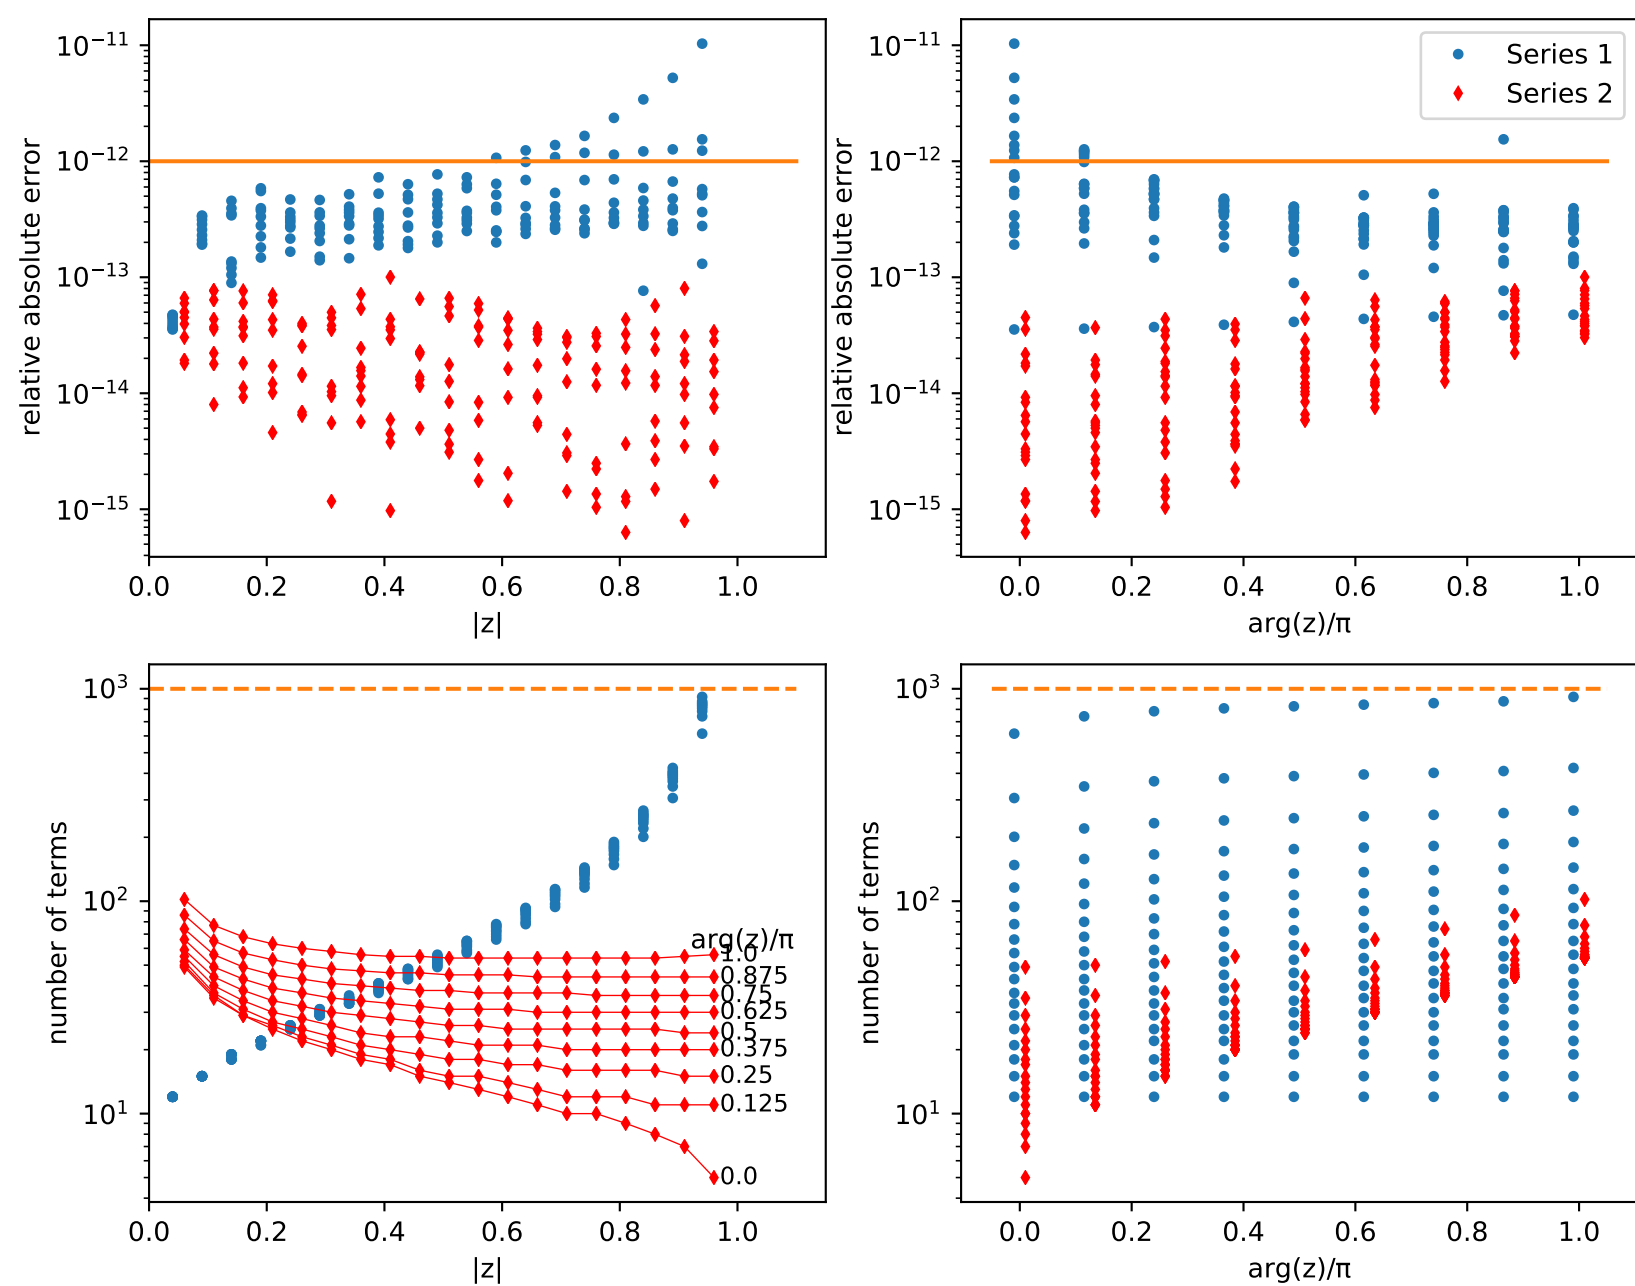 10⁻¹¹
10⁻¹²
10⁻¹³
10⁻¹⁴
10⁻¹⁵
relative absolute error
0.0 0.2 0.4 0.6 0.8 1.0
|z|
10⁻¹¹
10⁻¹²
10⁻¹³
10⁻¹⁴
10⁻¹⁵
relative absolute error
Series 1
Series 2
0.0 0.2 0.4 0.6 0.8 1.0
arg(z)/π
10³
10²
10¹
number of terms
arg(z)/π
1.0
0.875
0.75
0.625
0.5
0.375
0.25
0.125
0.0
0.0 0.2 0.4 0.6 0.8 1.0
|z|
10³
10²
10¹
number of terms
0.0 0.2 0.4 0.6 0.8 1.0
arg(z)/π